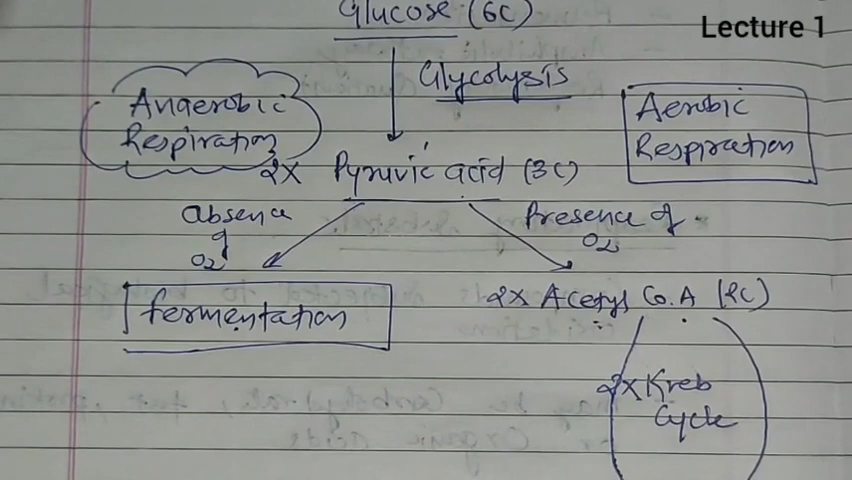 Glucose (6C)
Lecture 1
Glycolysis
Anaerobic
Respiration
Aerobic
Respiration
2X Pyruvic acid (3C)
absence
of
O2
Presence of
O2
fermentation
2X Acetyl Co.A (2C)
2X Kreb
Cycle